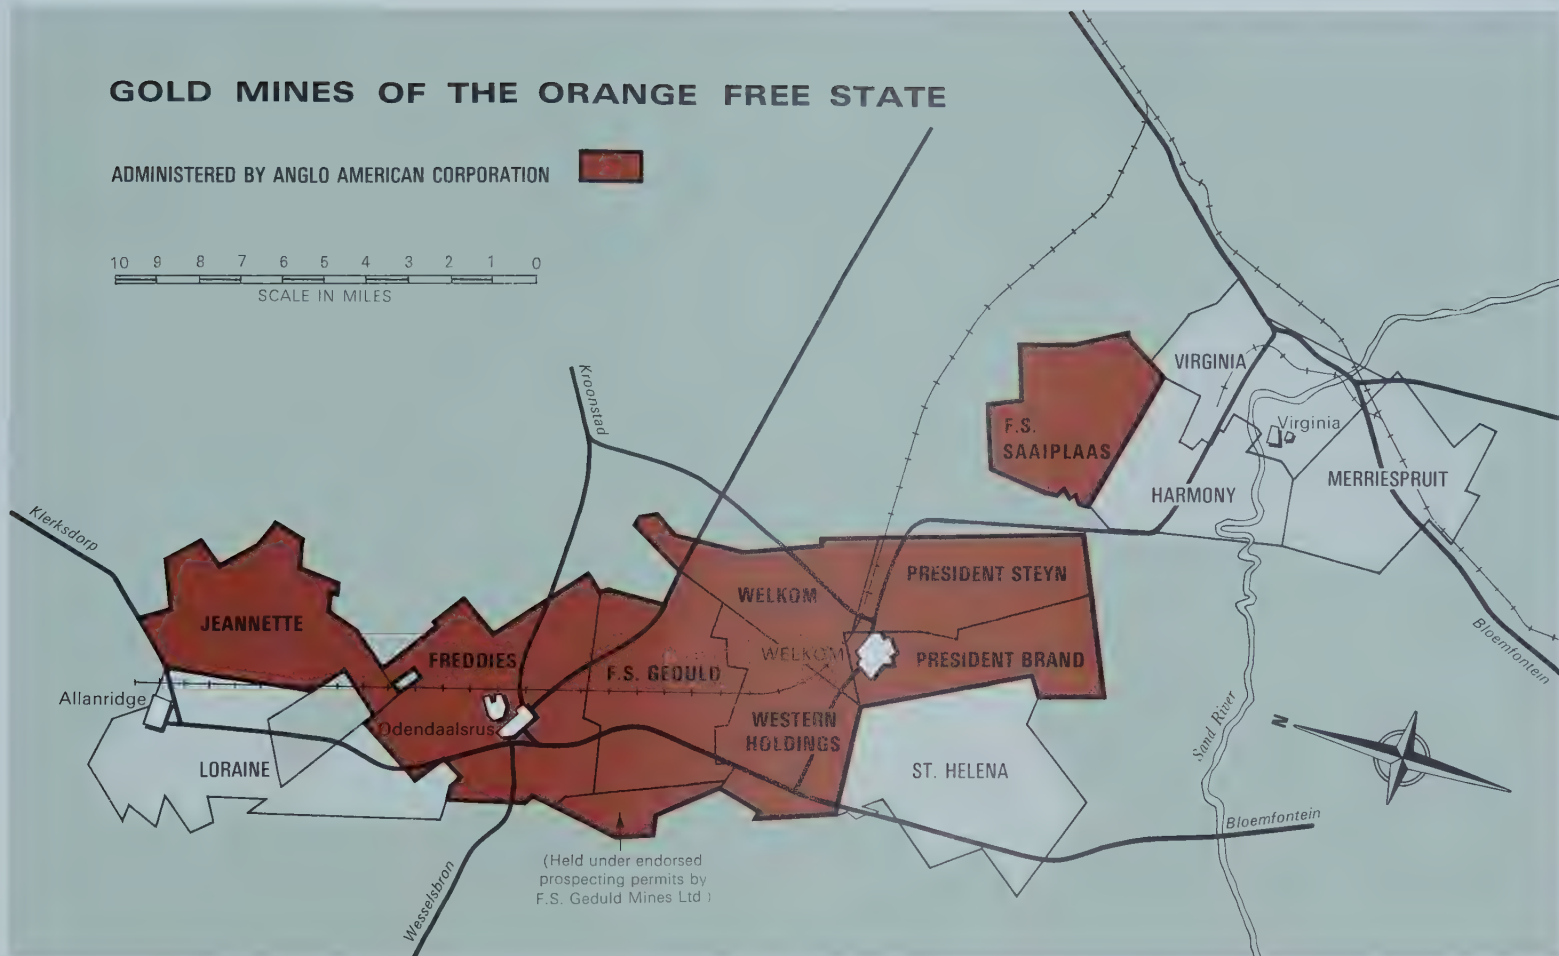 GOLD MINES OF THE ORANGE FREE STATE
ADMINISTERED BY ANGLO AMERICAN CORPORATION
10 9 8 7 6 5 4 3 2 1 0
SCALE IN MILES
Kroonstad
VIRGINIA
F.S.
SAAIPLAAS
Virginia
HARMONY
MERRIESPRUIT
Klerksdorp
JEANNETTE
WELKOM
PRESIDENT STEYN
FREDDIES
F.S. GEDULD
WELKOM
PRESIDENT BRAND
Bloemfontein
Allanridge
Odendaalsrus
WESTERN
HOLDINGS
Sand River
N
LORAINE
ST. HELENA
Bloemfontein
Wesselsbron
(Held under endorsed
prospecting permits by
F.S. Geduld Mines Ltd )